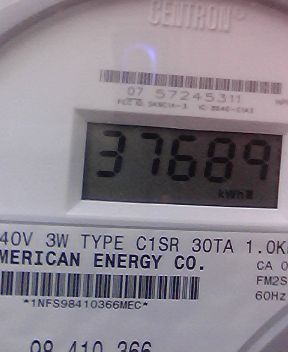 CENTRON
07 57245311
37689
kWh
40V 3W TYPE C1SR 30TA 1.0K
MERICAN ENERGY CO.
CA 0
FM2S
60Hz
*1NFS98410366MEC*
98 410 366